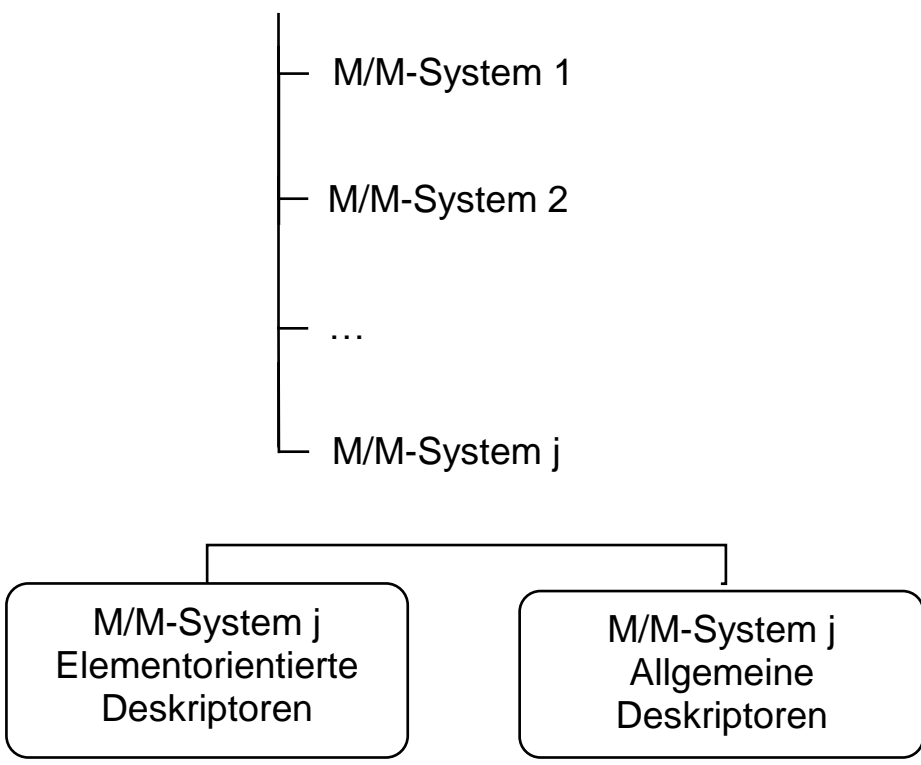 M/M-System 1
M/M-System 2
…
M/M-System j
M/M-System j
Elementorientierte
Deskriptoren
M/M-System j
Allgemeine
Deskriptoren